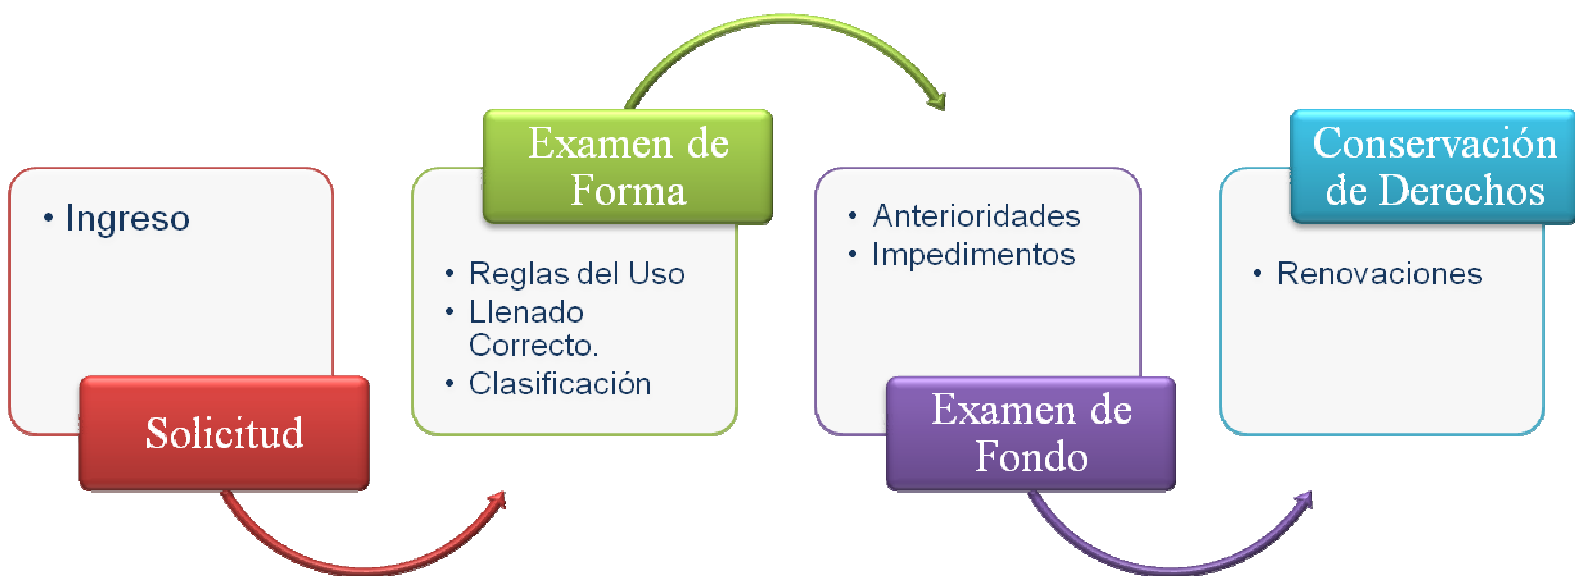 • Ingreso
Solicitud
Examen de
Forma
• Reglas del Uso
• Llenado
Correcto.
• Clasificación
• Anterioridades
• Impedimentos
Examen de
Fondo
Conservación
de Derechos
• Renovaciones